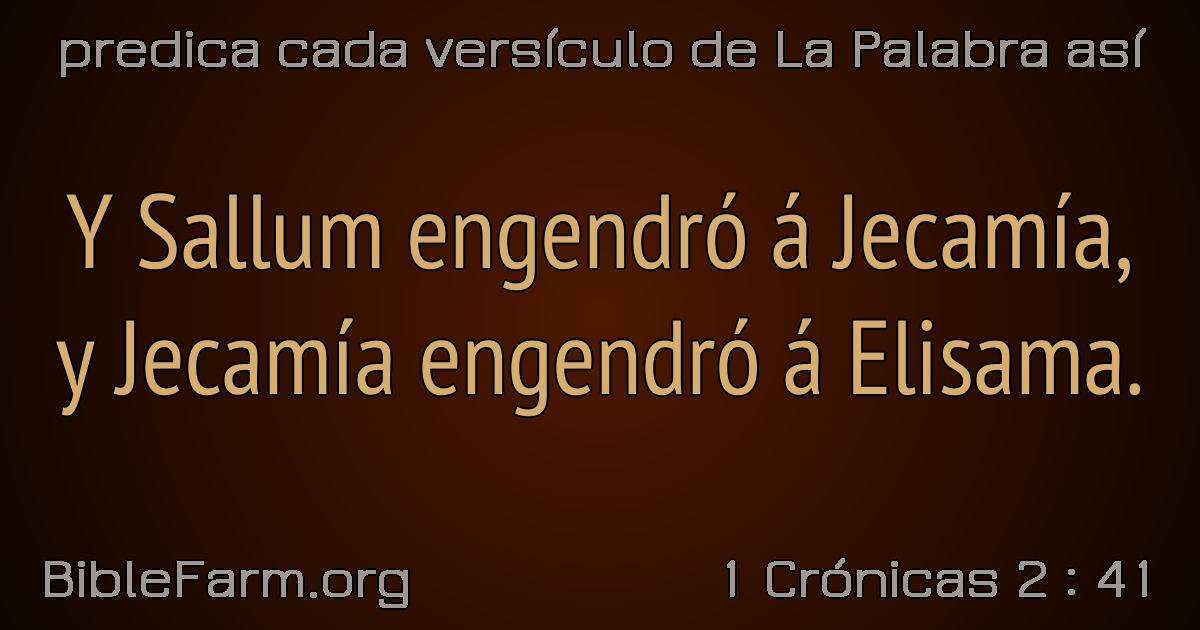 predica cada versículo de La Palabra así
Y Sallum engendró á Jecamía,
y Jecamía engendró á Elisama.
BibleFarm.org
1 Crónicas 2 : 41